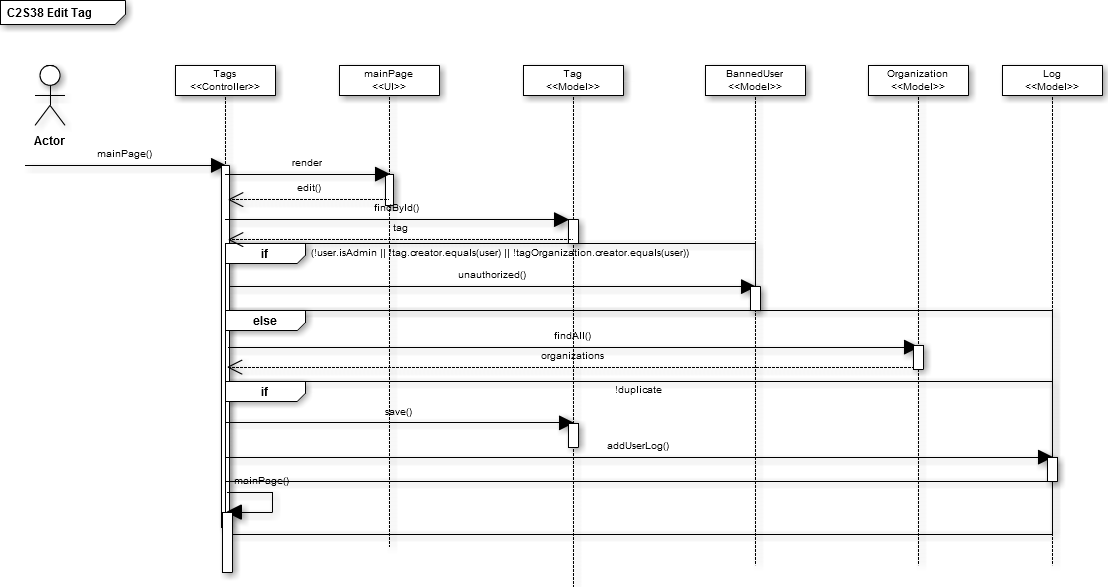 C2S38 Edit Tag
Tags
<<Controller>>
mainPage
<<UI>>
Tag
<<Model>>
BannedUser
<<Model>>
Organization
<<Model>>
Log
<<Model>>
Actor
mainPage()
render
edit()
findById()
tag
if
(!user.isAdmin || !tag.creator.equals(user) || !tagOrganization.creator.equals(user))
unauthorized()
else
findAll()
organizations
if
!duplicate
save()
addUserLog()
mainPage()